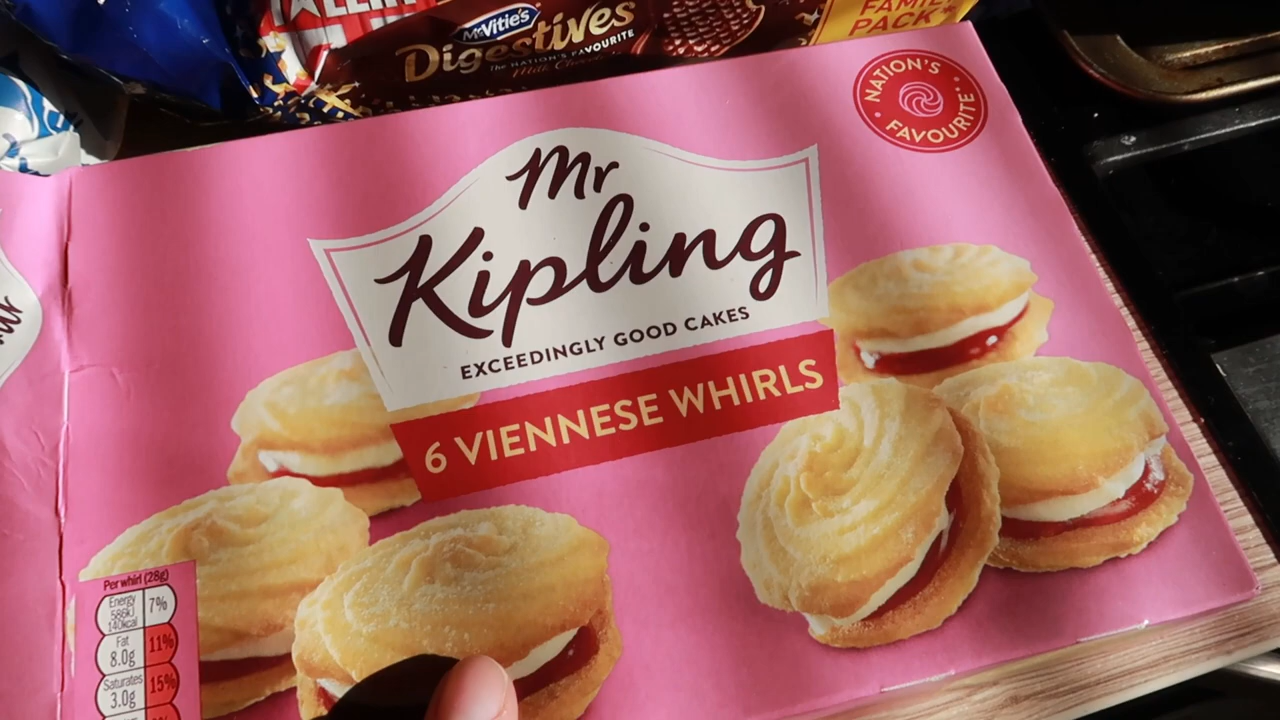 McVitie's
Digestives
THE NATION'S FAVOURITE
Milk
FAMILY
PACK
NATION'S
FAVOURITE
Mr
Kipling
EXCEEDINGLY GOOD CAKES
6 VIENNESE WHIRLS
Per whirl (28g)
Energy
586kJ
140kcal
7%
Fat
8.0g
11%
Saturates
3.0g
15%